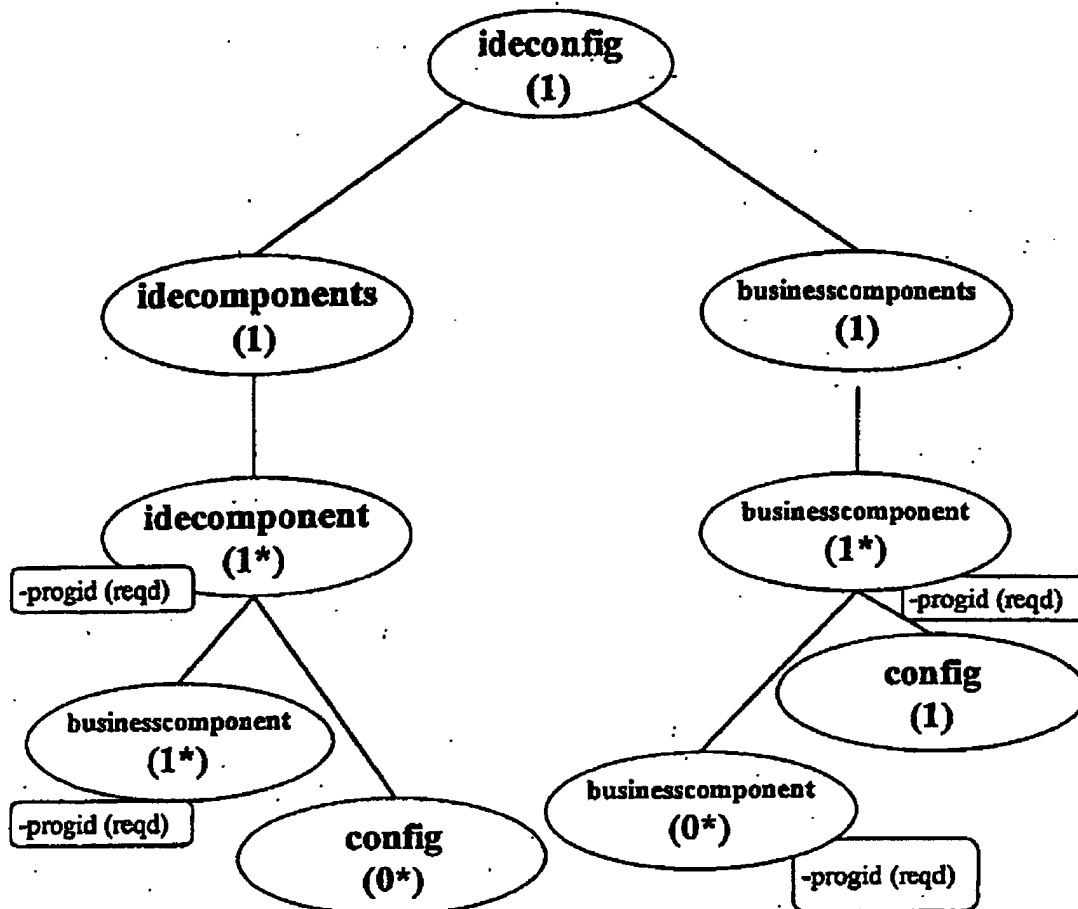 ideconfig
(1)
idecomponents
(1)
businesscomponents
(1)
idecomponent
(1*)
-progid (reqd)
businesscomponent
(1*)
-progid (reqd)
businesscomponent
(1*)
-progid (reqd)
config
(0*)
config
(1)
businesscomponent
(0*)
-progid (reqd)